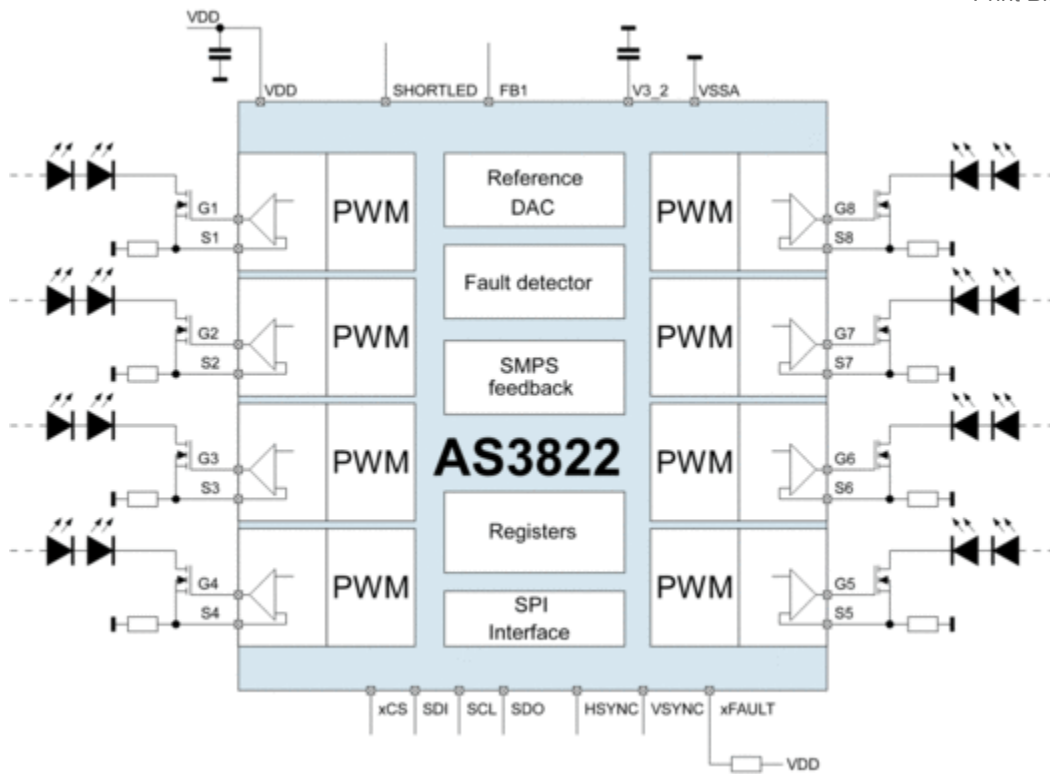 VDD
VDD
SHORTLED
FB1
V3_2
VSSA
G1
S1
PWM
Reference
DAC
PWM
G8
S8
Fault detector
G2
S2
PWM
SMPS
feedback
PWM
G7
S7
G3
S3
PWM
AS3822
PWM
G6
S6
Registers
G4
S4
PWM
SPI
Interface
PWM
G5
S5
xCS
SDI
SCL
SDO
HSYNC
VSYNC
xFAULT
VDD